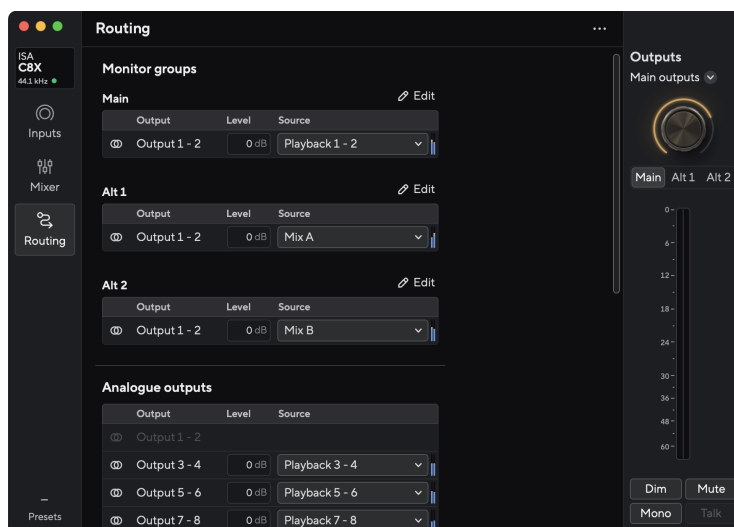 Routing
...
ISA
C8X
44.1 kHz
Inputs
Mixer
Routing
Presets
Monitor groups
Main
Edit
Output Level Source
Output 1 - 2 0 dB Playback 1 - 2
Alt 1
Edit
Output Level Source
Output 1 - 2 0 dB Mix A
Alt 2
Edit
Output Level Source
Output 1 - 2 0 dB Mix B
Analogue outputs
Output Level Source
Output 1 - 2
Output 3 - 4 0 dB Playback 3 - 4
Output 5 - 6 0 dB Playback 5 - 6
Output 7 - 8 0 dB Playback 7 - 8
Outputs
Main outputs
Main Alt 1 Alt 2
0
6
12
18
24
30
36
48
60
Dim Mute
Mono Talk